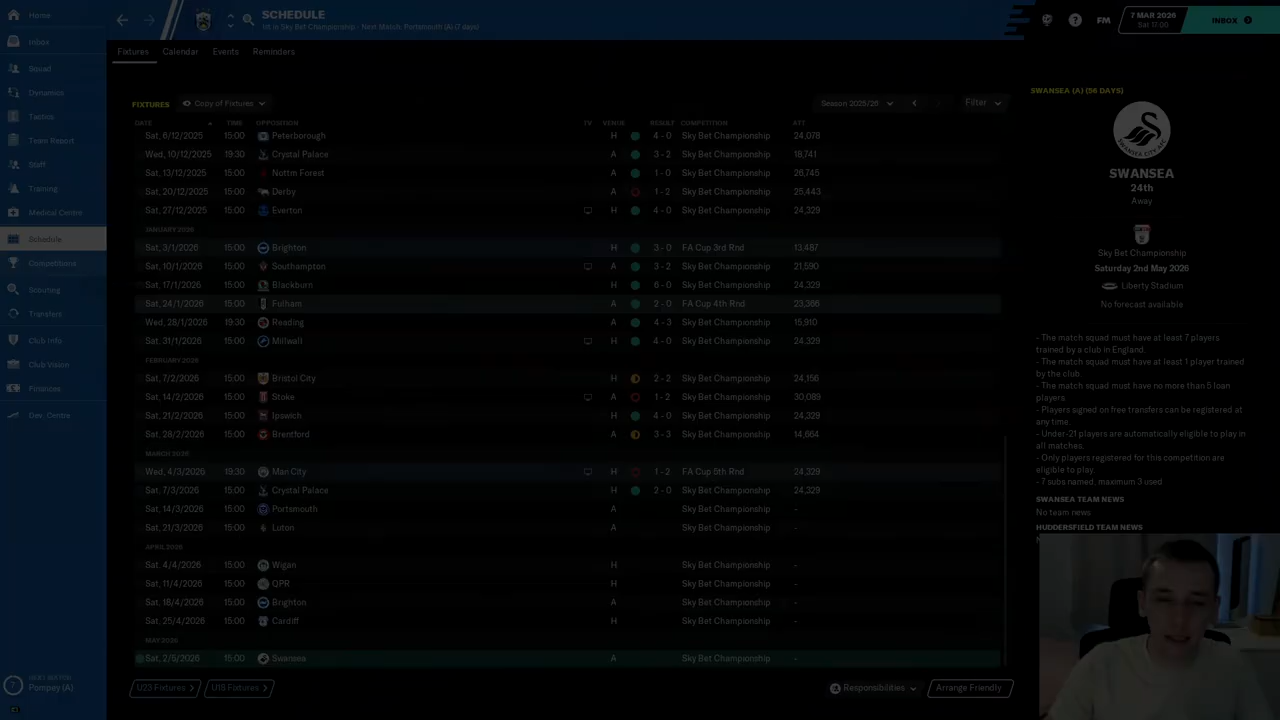 Home
SCHEDULE
1st in Sky Bet Championship - Next Match: Portsmouth (A) (7 days)
FM
7 MAR 2026
Sat 17:00
INBOX
Inbox
Squad
Dynamics
Tactics
Team Report
Staff
Training
Medical Centre
Schedule
Competitions
Scouting
Transfers
Club Info
Club Vision
Finances
Dev. Centre
Pompey (A)
Fixtures Calendar Events Reminders
FIXTURES Copy of Fixtures Season 2025/26 Filter
DATE TIME OPPOSITION TV VENUE RESULT COMPETITION ATT
Sat, 6/12/2025 15:00 Peterborough H 4 - 0 Sky Bet Championship 24,078
Wed, 10/12/2025 19:30 Crystal Palace A 3 - 2 Sky Bet Championship 18,741
Sat, 13/12/2025 15:00 Nottm Forest A 1 - 0 Sky Bet Championship 26,745
Sat, 20/12/2025 15:00 Derby A 1 - 2 Sky Bet Championship 25,443
Sat, 27/12/2025 15:00 Everton H 4 - 0 Sky Bet Championship 24,329
JANUARY 2026
Sat, 3/1/2026 15:00 Brighton H 3 - 0 FA Cup 3rd Rnd 13,487
Sat, 10/1/2026 15:00 Southampton A 3 - 2 Sky Bet Championship 21,590
Sat, 17/1/2026 15:00 Blackburn H 6 - 0 Sky Bet Championship 24,329
Sat, 24/1/2026 15:00 Fulham A 2 - 0 FA Cup 4th Rnd 23,366
Wed, 28/1/2026 19:30 Reading A 4 - 3 Sky Bet Championship 15,910
Sat, 31/1/2026 15:00 Millwall H 4 - 0 Sky Bet Championship 24,329
FEBRUARY 2026
Sat, 7/2/2026 15:00 Bristol City H 2 - 2 Sky Bet Championship 24,156
Sat, 14/2/2026 15:00 Stoke A 1 - 2 Sky Bet Championship 30,089
Sat, 21/2/2026 15:00 Ipswich H 4 - 0 Sky Bet Championship 24,329
Sat, 28/2/2026 15:00 Brentford A 3 - 3 Sky Bet Championship 14,664
MARCH 2026
Wed, 4/3/2026 19:30 Man City H 1 - 2 FA Cup 5th Rnd 24,329
Sat, 7/3/2026 15:00 Crystal Palace H 2 - 0 Sky Bet Championship 24,329
Sat, 14/3/2026 15:00 Portsmouth A Sky Bet Championship -
Sat, 21/3/2026 15:00 Luton A Sky Bet Championship -
APRIL 2026
Sat, 4/4/2026 15:00 Wigan H Sky Bet Championship -
Sat, 11/4/2026 15:00 QPR H Sky Bet Championship -
Sat, 18/4/2026 15:00 Brighton A Sky Bet Championship -
Sat, 25/4/2026 15:00 Cardiff H Sky Bet Championship -
MAY 2026
Sat, 2/5/2026 15:00 Swansea A Sky Bet Championship -
U23 Fixtures U18 Fixtures Responsibilities Arrange Friendly
SWANSEA (A) (56 DAYS)
SWANSEA
24th
Away
Sky Bet Championship
Saturday 2nd May 2026
Liberty Stadium
No forecast available
- The match squad must have at least 7 players
trained by a club in England.
- The match squad must have at least 1 player trained
by the club.
- The match squad must have no more than 5 loan
players.
- Players signed on free transfers can be registered at
any time.
- Under-21 players are automatically eligible to play in
all matches.
- Only players registered for this competition are
eligible to play.
- 7 subs named, maximum 3 used
SWANSEA TEAM NEWS
No team news
HUDDERSFIELD TEAM NEWS